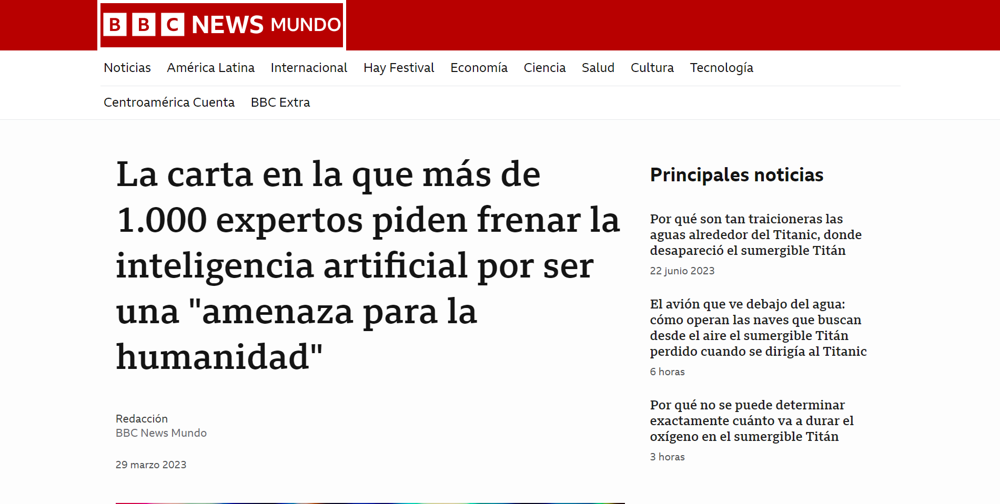 BBC NEWS MUNDO
Noticias América Latina Internacional Hay Festival Economía Ciencia Salud Cultura Tecnología
Centroamérica Cuenta BBC Extra
La carta en la que más de
1.000 expertos piden frenar la
inteligencia artificial por ser
una "amenaza para la
humanidad"
Redacción
BBC News Mundo
29 marzo 2023
Principales noticias
Por qué son tan traicioneras las
aguas alrededor del Titanic, donde
desapareció el sumergible Titán
22 junio 2023
El avión que ve debajo del agua:
cómo operan las naves que buscan
desde el aire el sumergible Titán
perdido cuando se dirigía al Titanic
6 horas
Por qué no se puede determinar
exactamente cuánto va a durar el
oxígeno en el sumergible Titán
3 horas